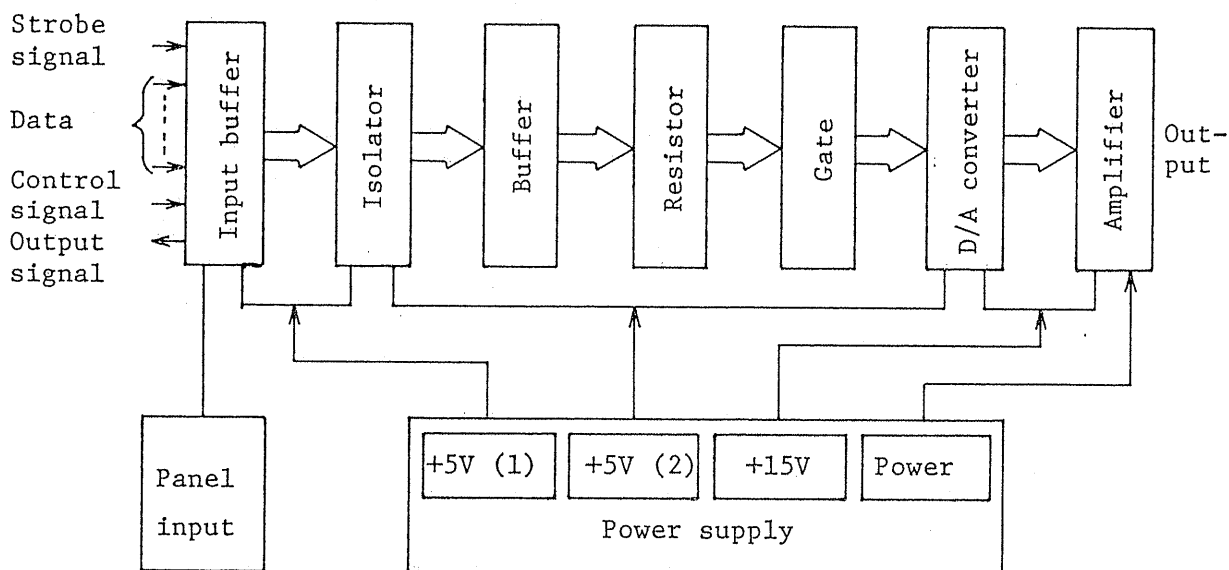 Strobe
signal
Data
Control
signal
Output
signal
Input buffer
Isolator
Buffer
Resistor
Gate
D/A converter
Amplifier
Out-
put
Panel
input
+5V (1)
+5V (2)
+15V
Power
Power supply